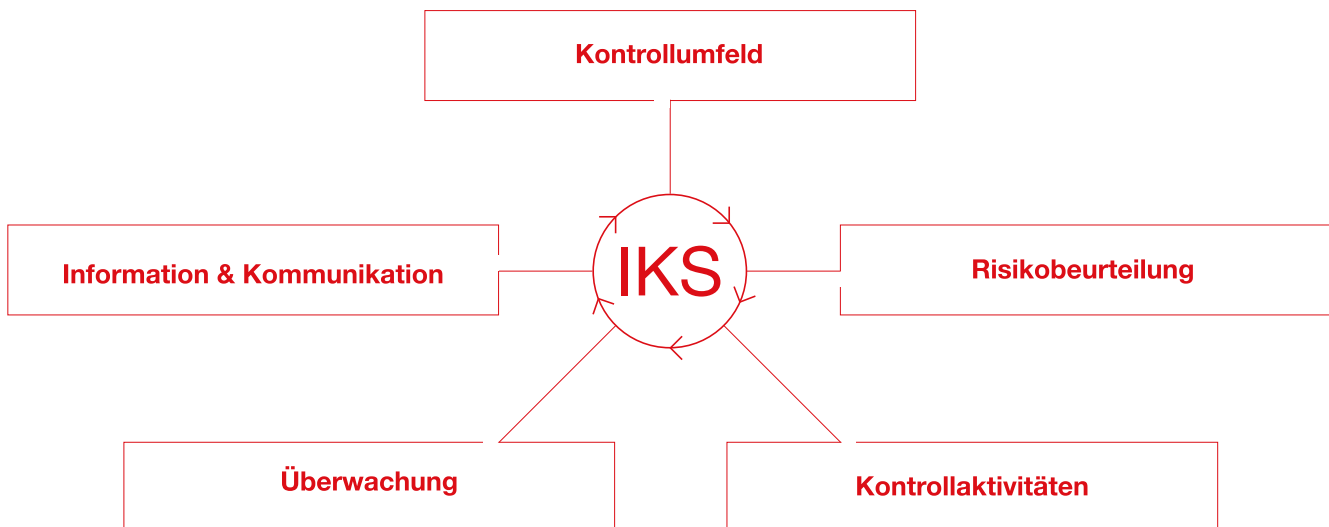 Kontrollumfeld
Information & Kommunikation
IKS
Risikobeurteilung
Überwachung
Kontrollaktivitäten